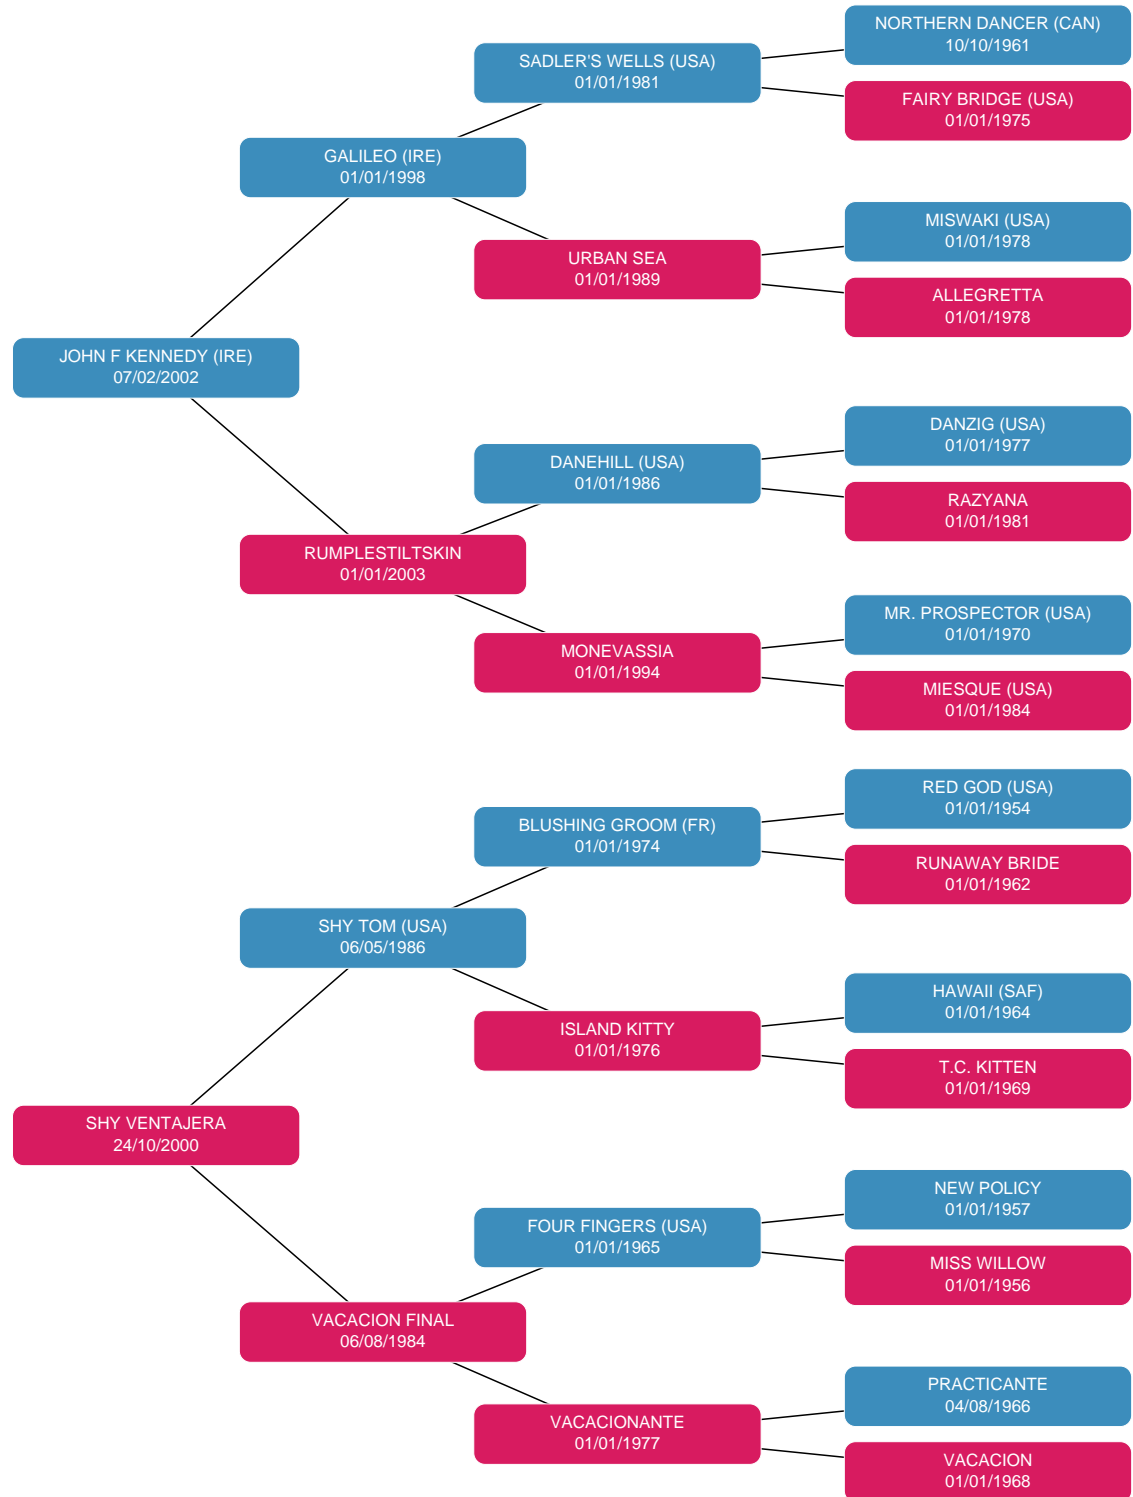 NORTHERN DANCER (CAN)
10/10/1961
SADLER'S WELLS (USA)
01/01/1981
FAIRY BRIDGE (USA)
01/01/1975
GALILEO (IRE)
01/01/1998
MISWAKI (USA)
01/01/1978
URBAN SEA
01/01/1989
ALLEGRETTA
01/01/1978
JOHN F KENNEDY (IRE)
07/02/2002
DANZIG (USA)
01/01/1977
DANEHILL (USA)
01/01/1986
RAZYANA
01/01/1981
RUMPLESTILTSKIN
01/01/2003
MR. PROSPECTOR (USA)
01/01/1970
MONEVASSIA
01/01/1994
MIESQUE (USA)
01/01/1984
RED GOD (USA)
01/01/1954
BLUSHING GROOM (FR)
01/01/1974
RUNAWAY BRIDE
01/01/1962
SHY TOM (USA)
06/05/1986
HAWAII (SAF)
01/01/1964
ISLAND KITTY
01/01/1976
T.C. KITTEN
01/01/1969
SHY VENTAJERA
24/10/2000
NEW POLICY
01/01/1957
FOUR FINGERS (USA)
01/01/1965
MISS WILLOW
01/01/1956
VACACION FINAL
06/08/1984
PRACTICANTE
04/08/1966
VACACIONANTE
01/01/1977
VACACION
01/01/1968